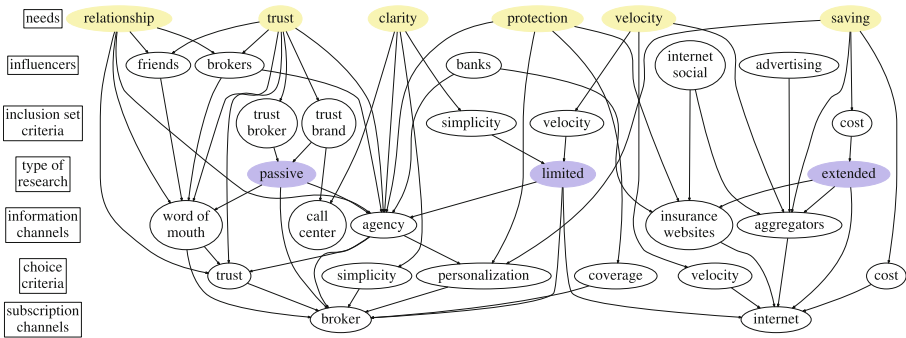 needs
relationship
trust
clarity
protection
velocity
saving
influencers
friends
brokers
banks
internet
social
advertising
inclusion set
criteria
trust
broker
trust
brand
simplicity
velocity
cost
type of
research
passive
limited
extended
information
channels
word of
mouth
call
center
agency
insurance
websites
aggregators
choice
criteria
trust
simplicity
personalization
coverage
velocity
cost
subscription
channels
broker
internet